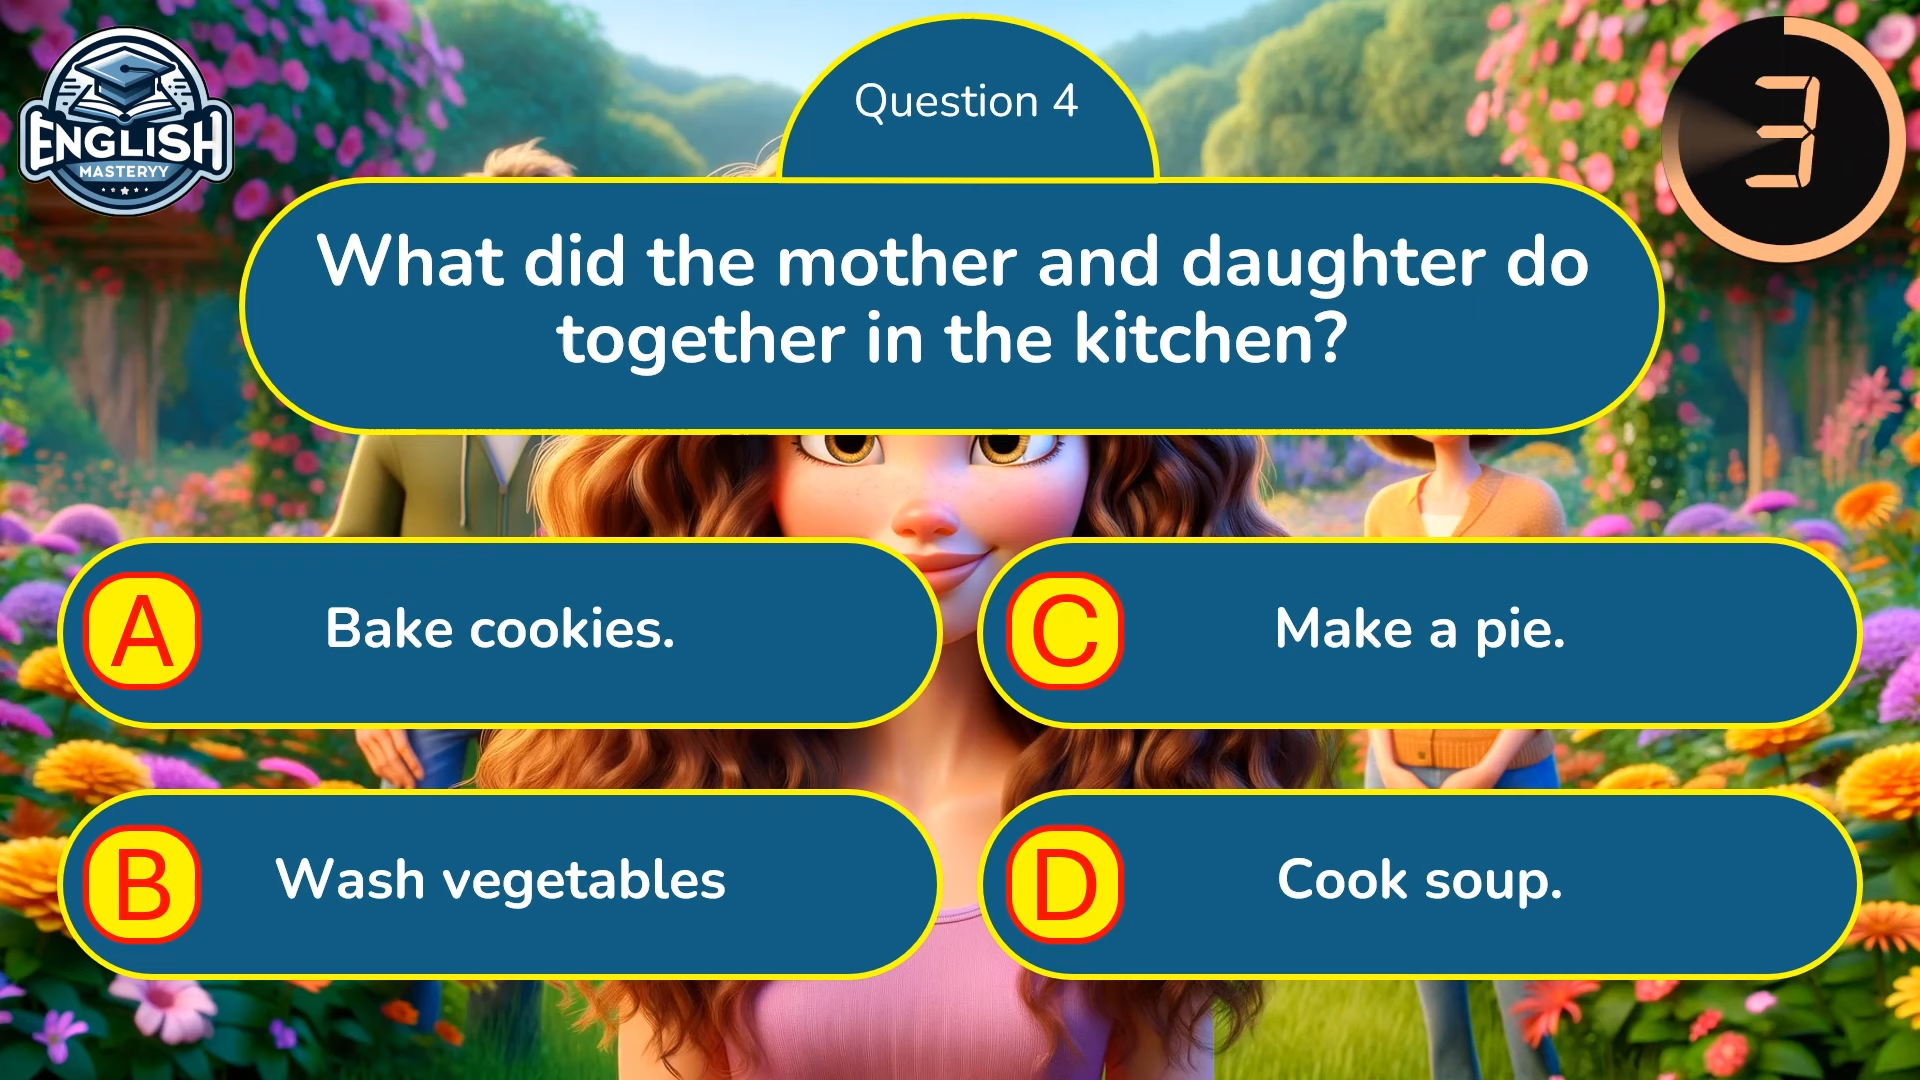 ENGLISH
MASTERYY
Question 4
3
What did the mother and daughter do
together in the kitchen?
A
Bake cookies.
B
Wash vegetables
C
Make a pie.
D
Cook soup.